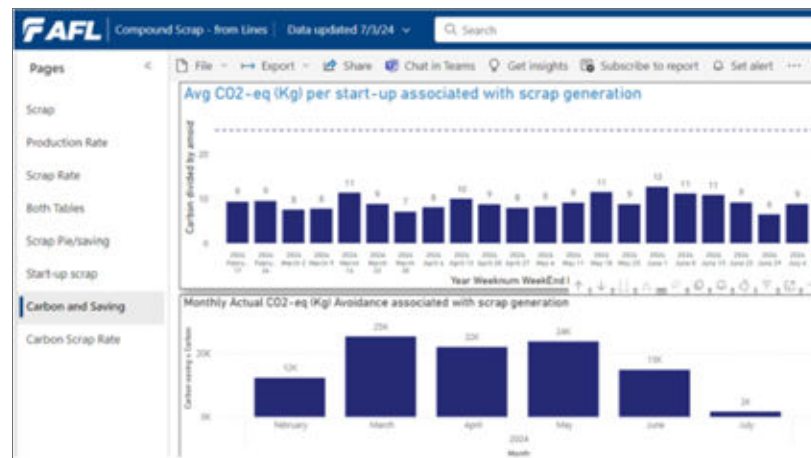 AFL Compound Scrap - from Lines Data updated 7/3/24 Search
Pages
File Export Share Chat in Teams Get insights Subscribe to report Set alert ...
Scrap
Production Rate
Scrap Rate
Both Tables
Scrap Pie/saving
Start-up scrap
Carbon and Saving
Carbon Scrap Rate
Avg CO2-eq (Kg) per start-up associated with scrap generation
Carbon divided by amoid
20
10
0
9 9 8 8 11 9 7 8 10 9 8 8 9 11 9 12 11 11 9 6 9
Year Weeknum WeekEnd
Monthly Actual CO2-eq (Kg) Avoidance associated with scrap generation
Carbon saving x Carbon
20K
0K
12K 25K 22K 24K 15K 2K
February March April May June July
2024
Month